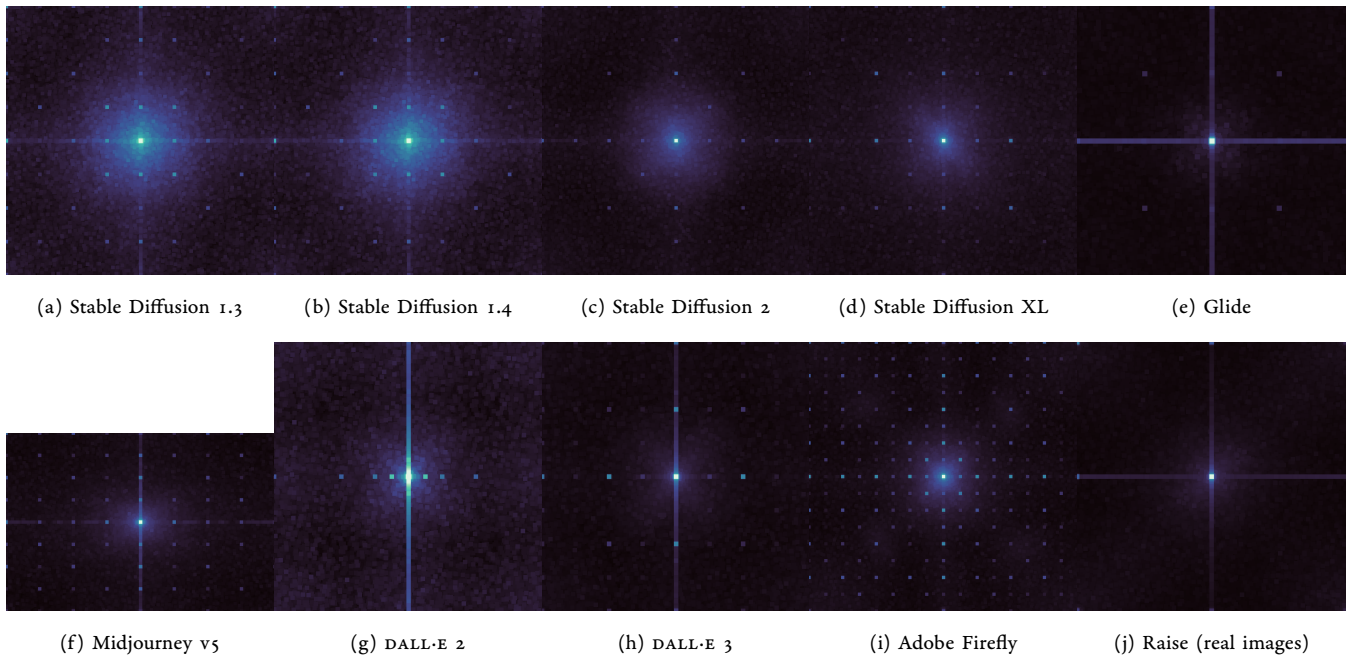 (a) Stable Diffusion 1.3
(b) Stable Diffusion 1.4
(c) Stable Diffusion 2
(d) Stable Diffusion XL
(e) Glide
(f) Midjourney v5
(g) DALL·E 2
(h) DALL·E 3
(i) Adobe Firefly
(j) Raise (real images)